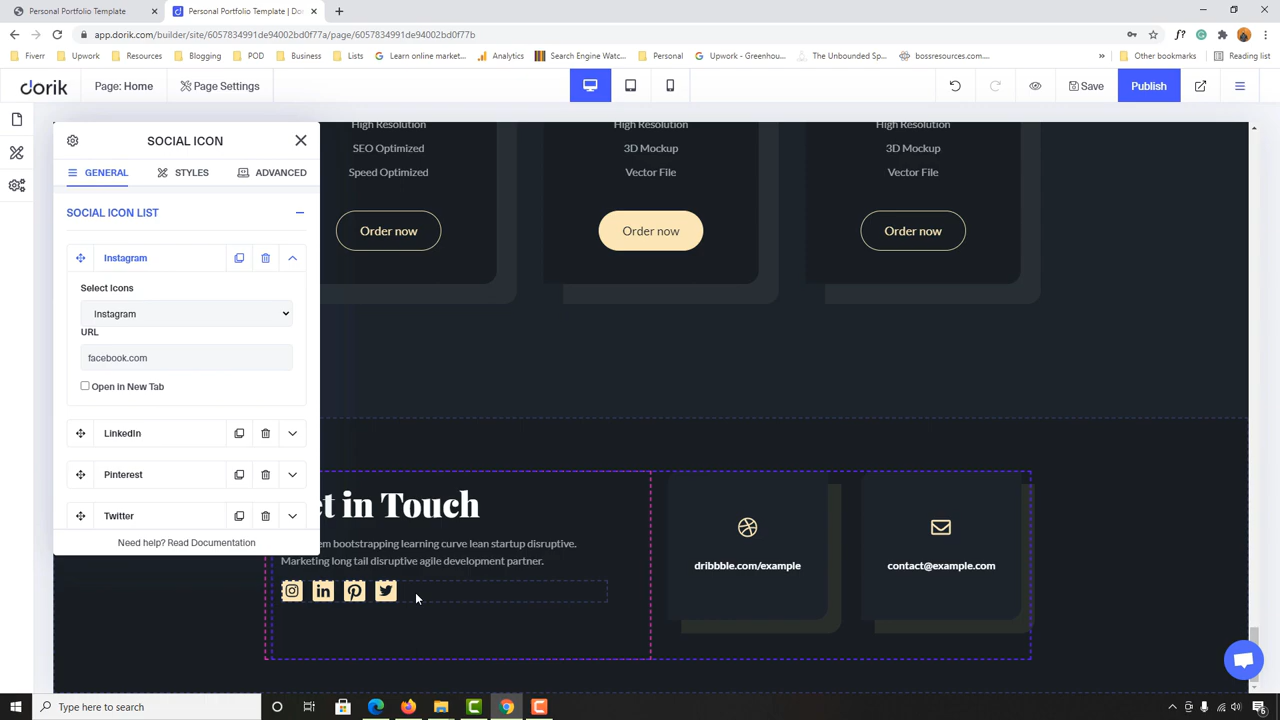 Personal Portfolio Template
Personal Portfolio Template | Do
app.dorik.com/builder/site/6057834991de94002bd0f77a/page/6057834991de94002bd0f77b
Fiverr
Upwork
Resources
Blogging
POD
Business
Lists
Learn online market...
Analytics
Search Engine Watc...
Personal
Upwork - Greenhou...
The Unbounded Sp...
bossresources.com...
»
Other bookmarks
Reading list
dorik
Page: Home
Page Settings
Save
Publish
SOCIAL ICON
GENERAL
STYLES
ADVANCED
SOCIAL ICON LIST
Instagram
Select Icons
Instagram
URL
facebook.com
Open in New Tab
LinkedIn
Pinterest
Twitter
Need help? Read Documentation
High Resolution
SEO Optimized
Speed Optimized
Order now
High Resolution
3D Mockup
Vector File
Order now
High Resolution
3D Mockup
Vector File
Order now
et in Touch
em bootstrapping learning curve lean startup disruptive.
Marketing long tail disruptive agile development partner.
dribbble.com/example
contact@example.com
Type here to search